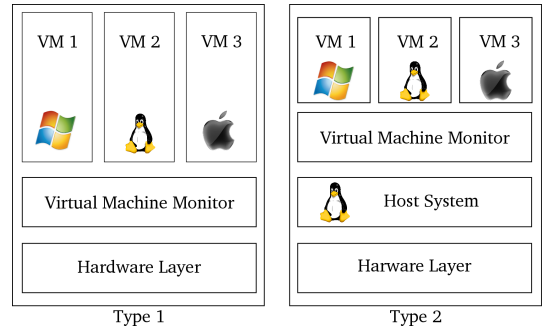 VM 1 VM 2 VM 3
Virtual Machine Monitor
Hardware Layer
Type 1
VM 1 VM 2 VM 3
Virtual Machine Monitor
Host System
Harware Layer
Type 2